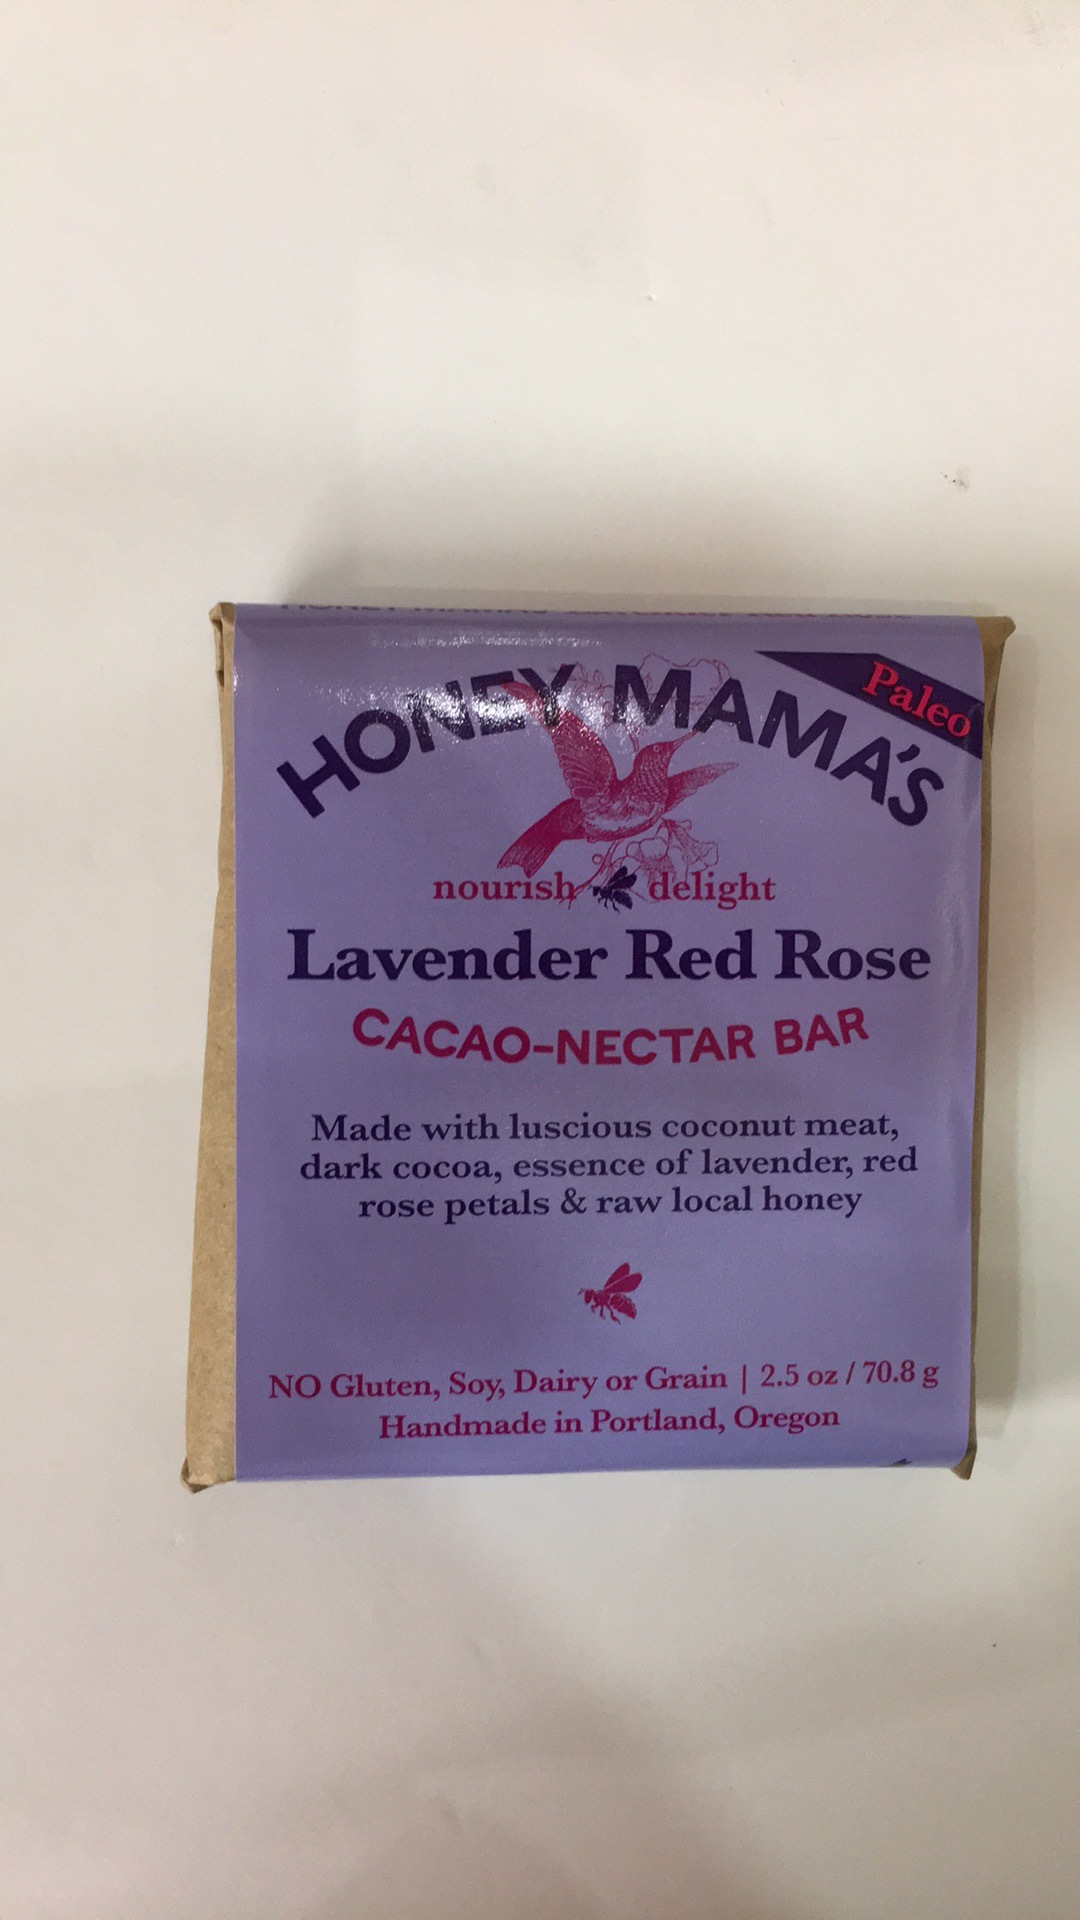 HONEY MAMA'S
Paleo
nourish delight
Lavender Red Rose
CACAO-NECTAR BAR
Made with luscious coconut meat,
dark cocoa, essence of lavender, red
rose petals & raw local honey
NO Gluten, Soy, Dairy or Grain | 2.5 oz / 70.8 g
Handmade in Portland, Oregon